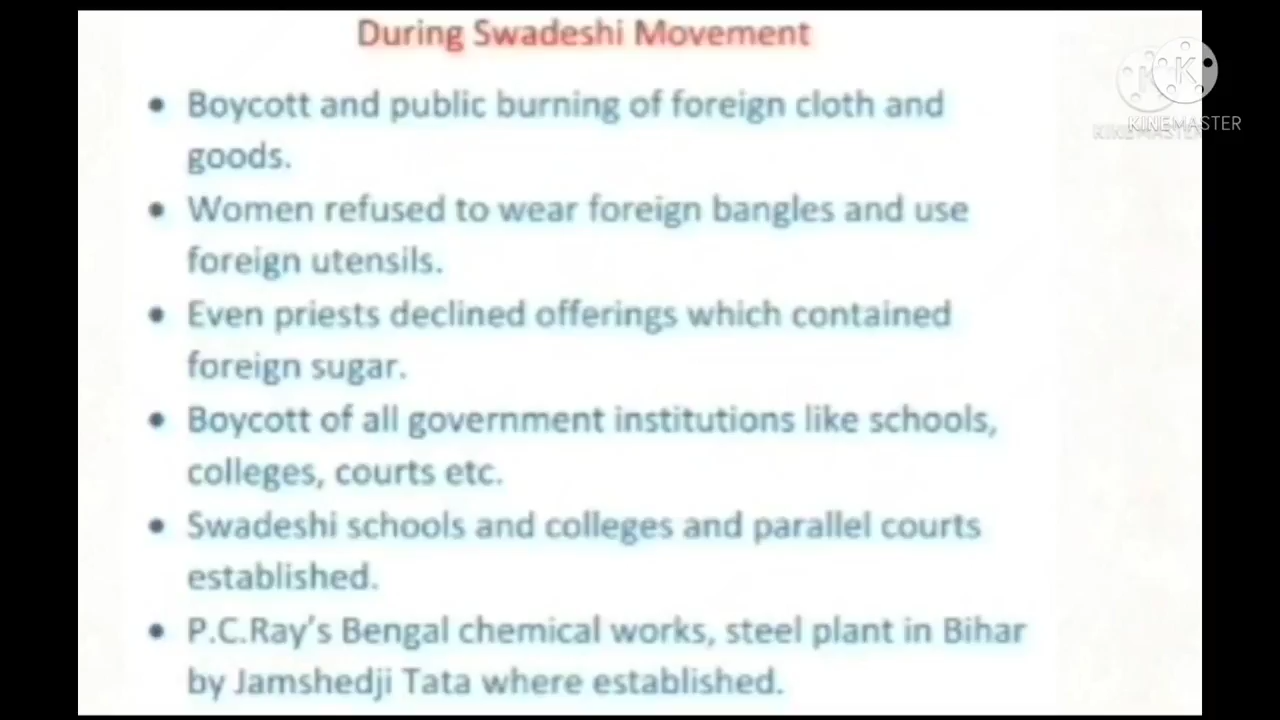 During Swadeshi Movement
• Boycott and public burning of foreign cloth and
goods.
• Women refused to wear foreign bangles and use
foreign utensils.
• Even priests declined offerings which contained
foreign sugar.
• Boycott of all government institutions like schools,
colleges, courts etc.
• Swadeshi schools and colleges and parallel courts
established.
• P.C.Ray's Bengal chemical works, steel plant in Bihar
by Jamshedji Tata where established.
K
KINEMASTER
K
KINEMASTER